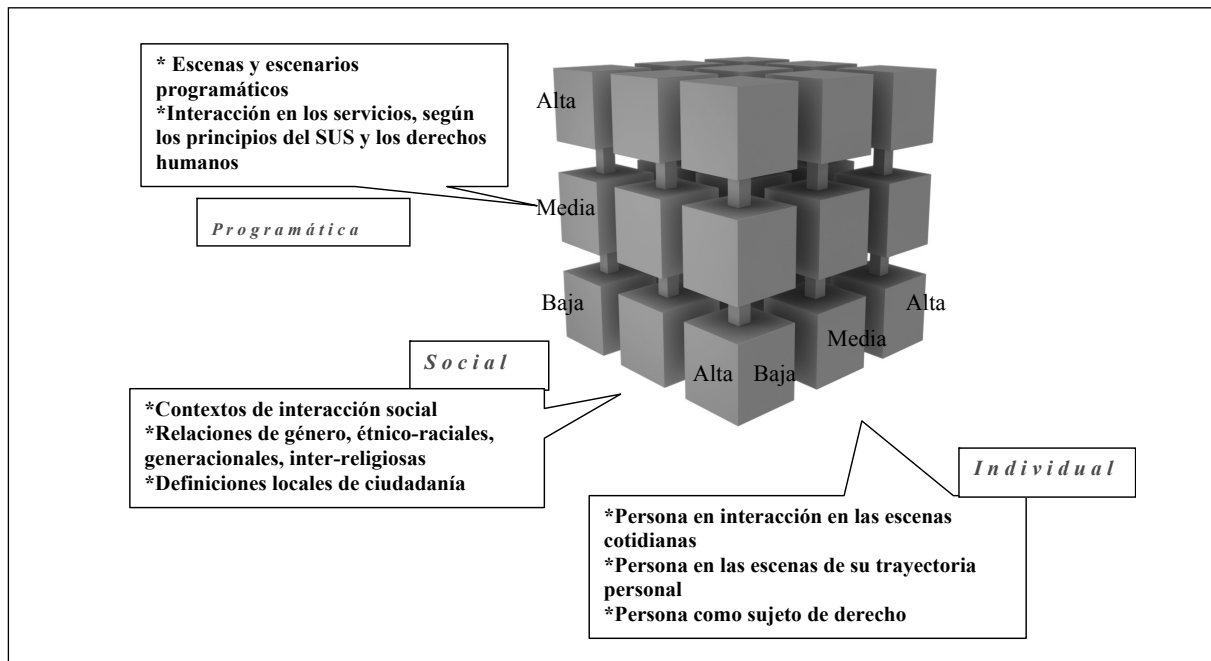 * Escenas y escenarios
programáticos
*Interacción en los servicios, según
los principios del SUS y los derechos
humanos
Programática
Alta
Media
Baja
Alta
Media
Alta
Baja
Social
*Contextos de interacción social
*Relaciones de género, étnico-raciales,
generacionales, inter-religiosas
*Definiciones locales de ciudadanía
Individual
*Persona en interacción en las escenas
cotidianas
*Persona en las escenas de su trayectoria
personal
*Persona como sujeto de derecho